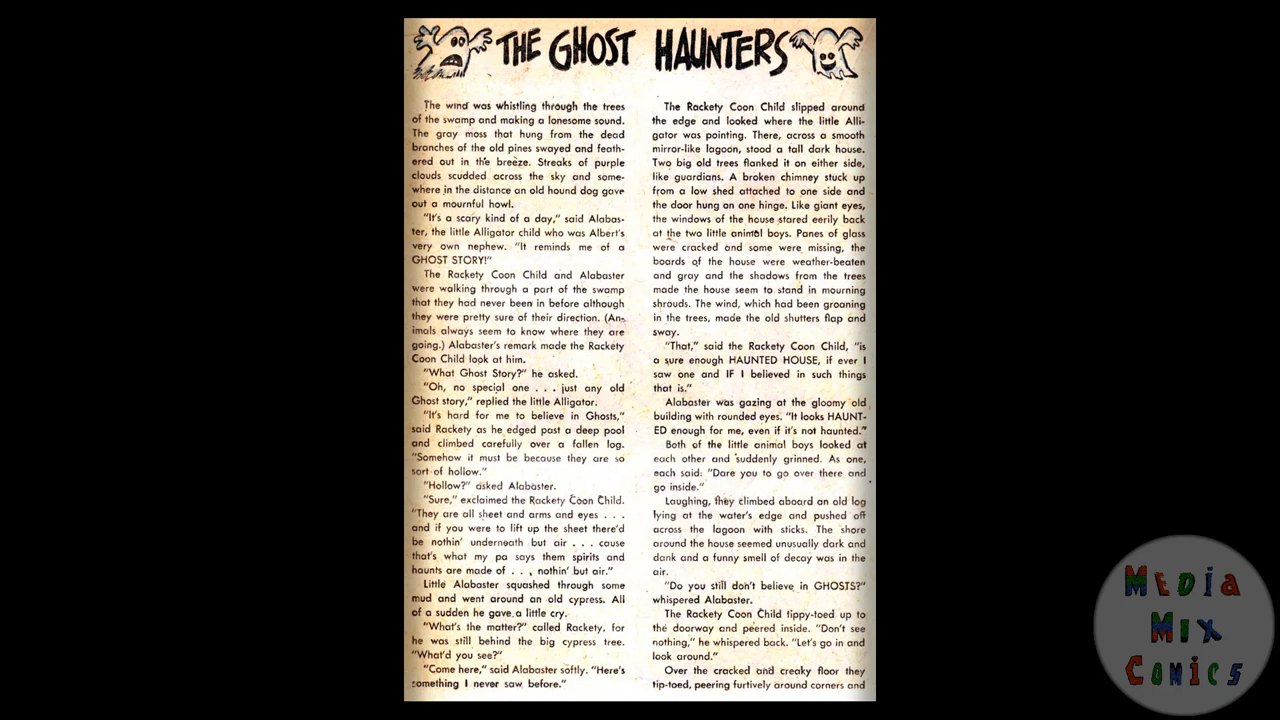 THE GHOST HAUNTERS
The wind was whistling through the trees
of the swamp and making a lonesome sound.
The gray moss that hung from the dead
branches of the old pines swayed and feath-
ered out in the breeze. Streaks of purple
clouds scudded across the sky and some-
where in the distance an old hound dog gave
out a mournful howl.
"It's a scary kind of a day," said Alabas-
ter, the little Alligator child who was Albert's
very own nephew. "It reminds me of a
GHOST STORY!"
The Rackety Coon Child and Alabaster
were walking through a part of the swamp
that they had never been in before although
they were pretty sure of their direction. (An-
imals always seem to know where they are
going.) Alabaster's remark made the Rackety
Coon Child look at him.
"What Ghost Story?" he asked.
"Oh, no special one . . . just any old
Ghost story," replied the little Alligator.
"It's hard for me to believe in Ghosts,"
said Rackety as he edged past a deep pool
and climbed carefully over a fallen log.
"Somehow it must be because they are so
sort of hollow."
"Hollow?" asked Alabaster.
"Sure," exclaimed the Rackety Coon Child.
"They are all sheet and arms and eyes . . .
and if you were to lift up the sheet there'd
be nothin' underneath but air . . . cause
that's what my pa says them spirits and
haunts are made of . . , nothin' but air."
Little Alabaster squashed through some
mud and went around an old cypress. All
of a sudden he gave a little cry.
"What's the matter?" called Rackety, for
he was still behind the big cypress tree.
"What'd you see?"
"Come here," said Alabaster softly. "Here's
something I never saw before."
The Rackety Coon Child slipped around
the edge and looked where the little Alli-
gator was pointing. There, across a smooth
mirror-like lagoon, stood a tall dark house.
Two big old trees flanked it on either side,
like guardians. A broken chimney stuck up
from a low shed attached to one side and
the door hung on one hinge. Like giant eyes,
the windows of the house stared eerily back
at the two little animal boys. Panes of glass
were cracked and some were missing, the
boards of the house were weather-beaten
and gray and the shadows from the trees
made the house seem to stand in mourning
shrouds. The wind, which had been groaning
in the trees, made the old shutters flap and
sway.
"That," said the Rackety Coon Child, "is
a sure enough HAUNTED HOUSE, if ever I
saw one and IF I believed in such things
that is."
Alabaster was gazing at the gloomy old
building with rounded eyes. "It looks HAUNT-
ED enough for me, even if it's not haunted."
Both of the little animal boys looked at
each other and suddenly grinned. As one,
each said: "Dare you to go over there and
go inside."
Laughing, they climbed aboard an old log
lying at the water's edge and pushed off
across the lagoon with sticks. The shore
around the house seemed unusually dark and
dank and a funny smell of decay was in the
air.
"Do you still don't believe in GHOSTS?"
whispered Alabaster.
The Rackety Coon Child tippy-toed up to
the doorway and peered inside. "Don't see
nothing," he whispered back. "Let's go in and
look around."
Over the cracked and creaky floor they
tip-toed, peering furtively around corners and
MEDIA
MIX
COMICS